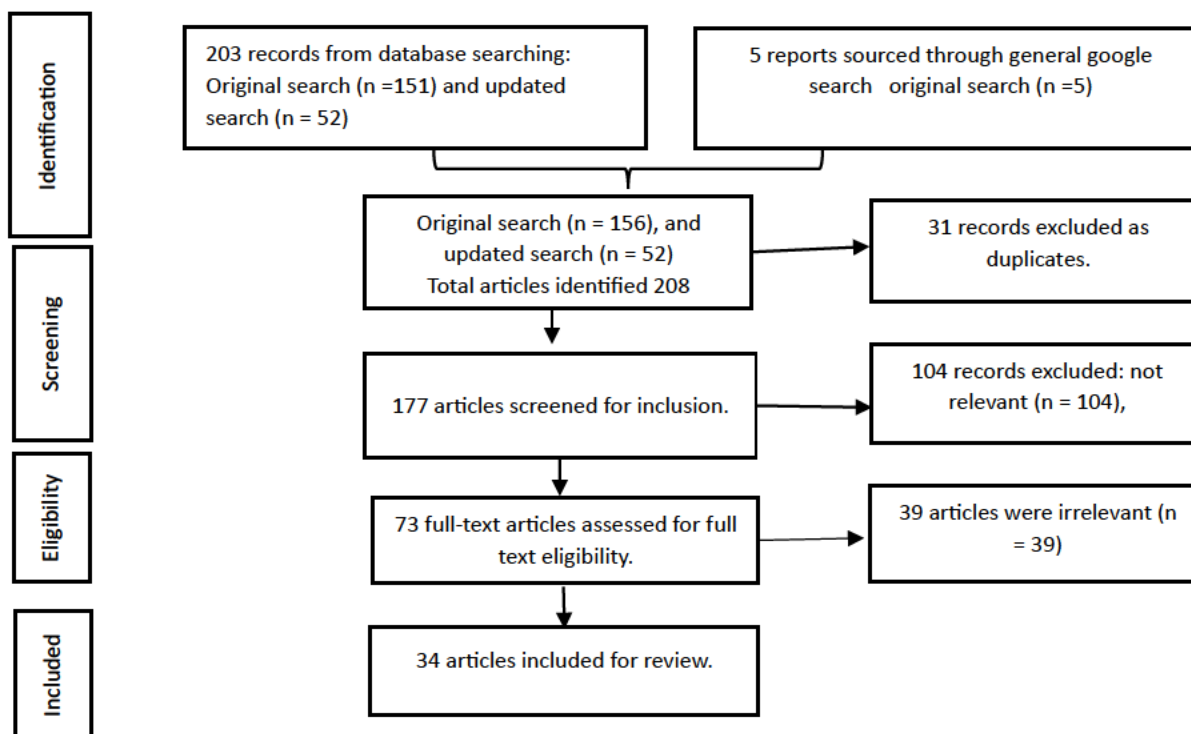 Identification
203 records from database searching:
Original search (n =151) and updated
search (n = 52)
5 reports sourced through general google
search original search (n =5)
Original search (n = 156), and
updated search (n = 52)
Total articles identified 208
31 records excluded as
duplicates.
Screening
177 articles screened for inclusion.
104 records excluded: not
relevant (n = 104),
Eligibility
73 full-text articles assessed for full
text eligibility.
39 articles were irrelevant (n
= 39)
Included
34 articles included for review.